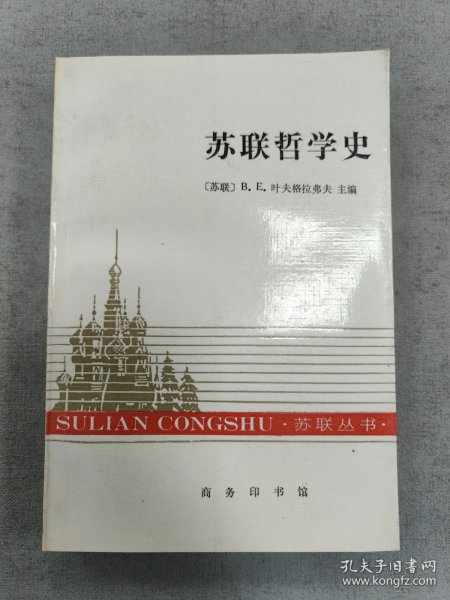 苏联哲学史
〔苏联〕B. E. 叶夫格拉弗夫 主编
SULIAN CONGSHU · 苏联丛书 ·
商务印书馆
孔夫子旧书网
www.kongfz.com